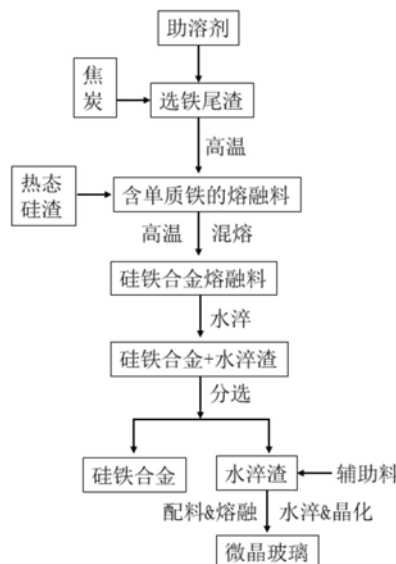 助溶剂
焦
炭
选铁尾渣
高温
热态
硅渣
含单质铁的熔融料
高温 混熔
硅铁合金熔融料
水淬
硅铁合金+水淬渣
分选
硅铁合金
水淬渣
辅助料
配料&熔融 水淬&晶化
微晶玻璃